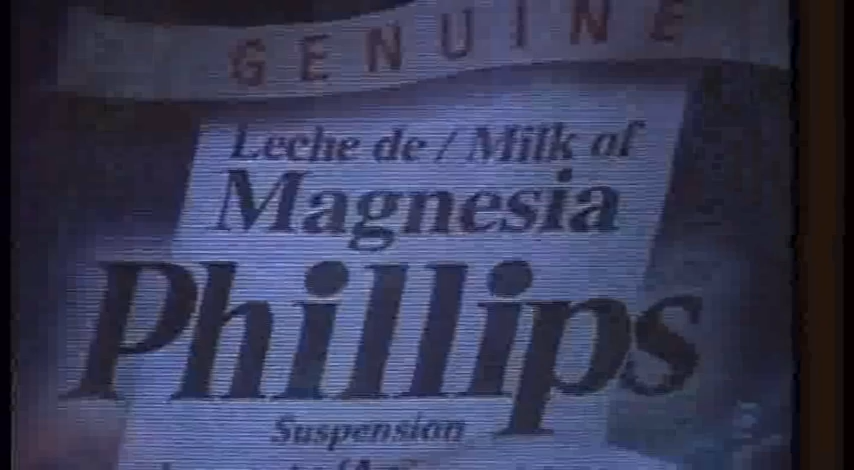 GENUINE
Leche de / Milk of
Magnesia
Phillips
Suspension